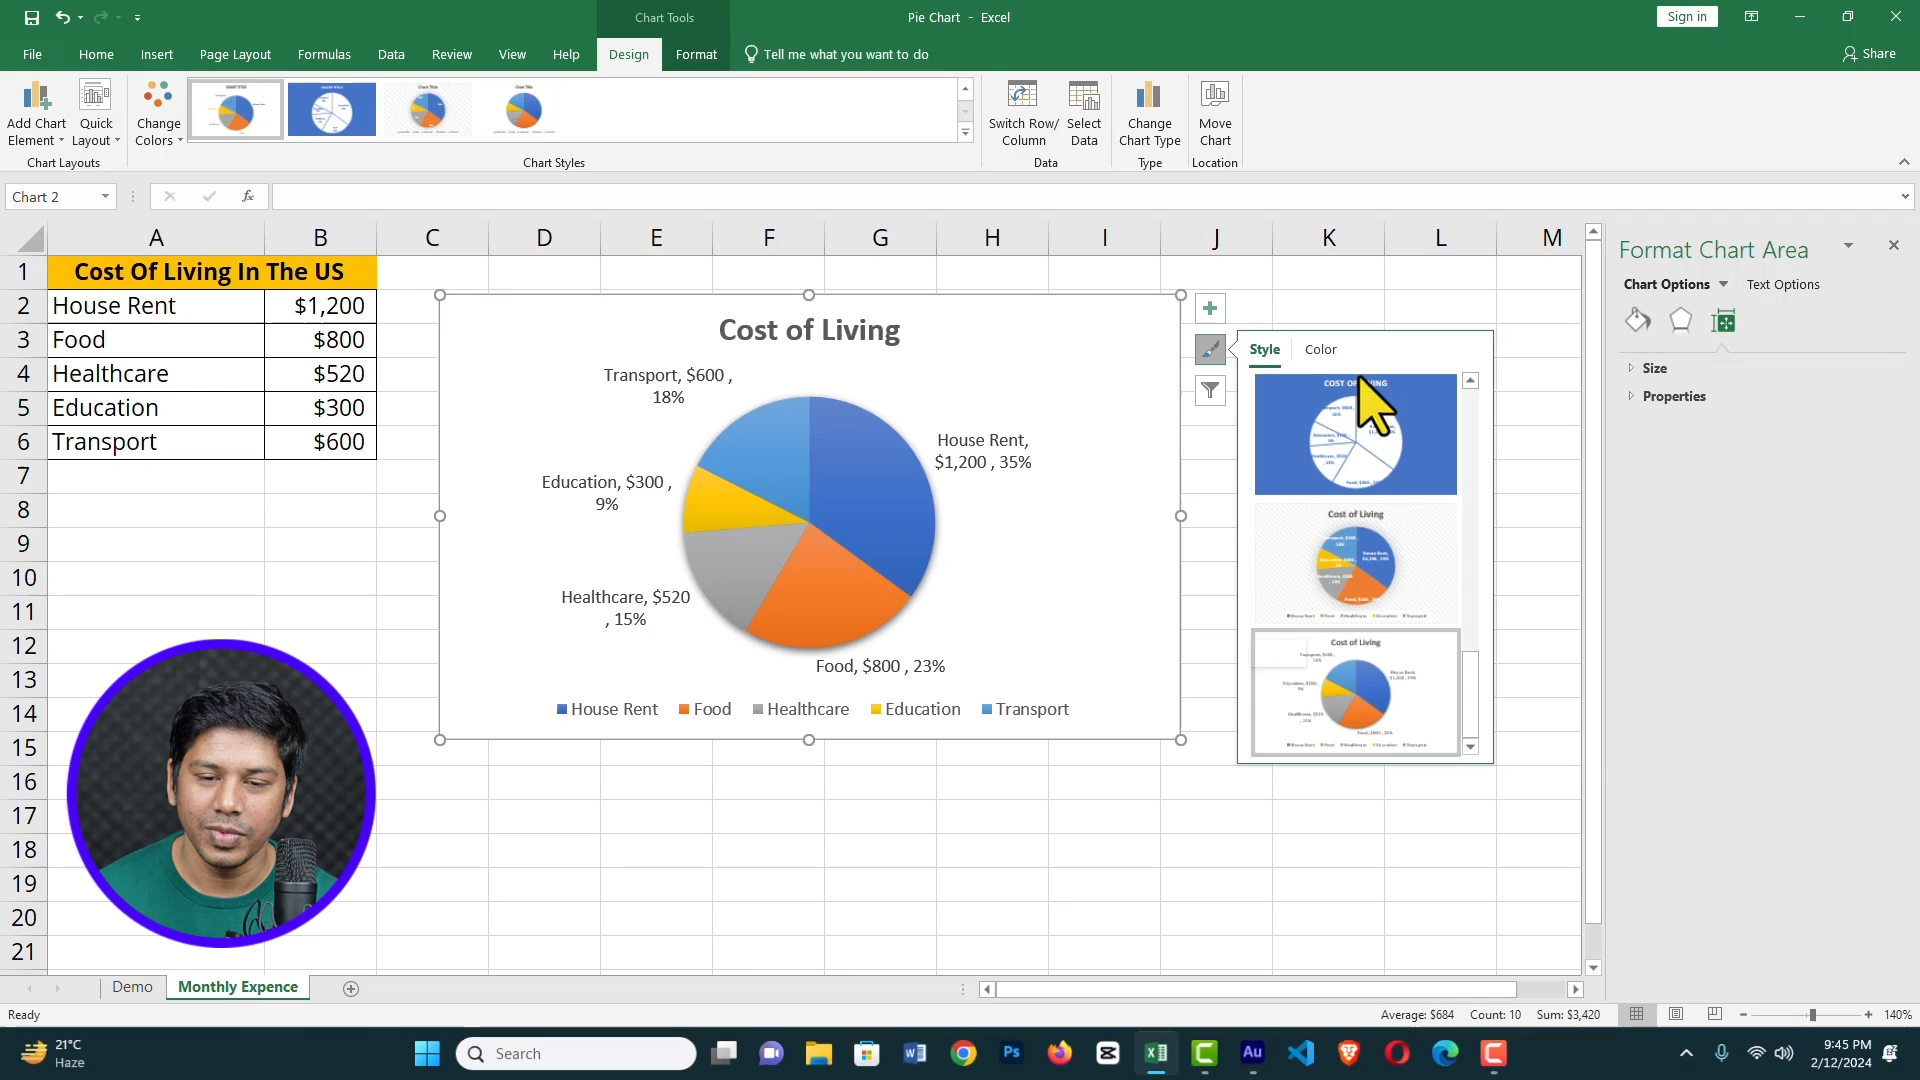 Chart Tools
Pie Chart - Excel
Sign in
File
Home
Insert
Page Layout
Formulas
Data
Review
View
Help
Design
Format
Tell me what you want to do
Share
Add Chart
Element
Quick
Layout
Change
Colors
Switch Row/
Column
Select
Data
Change
Chart Type
Move
Chart
Chart Layouts
Chart Styles
Data
Type
Location
Chart 2
fx
A
B
C
D
E
F
G
H
I
J
K
L
M
1
Cost Of Living In The US
2
House Rent
$1,200
3
Food
$800
4
Healthcare
$520
5
Education
$300
6
Transport
$600
7
8
9
10
11
12
13
14
15
16
17
18
19
20
21
Cost of Living
Transport, $600 ,
18%
House Rent,
$1,200 , 35%
Education, $300 ,
9%
Healthcare, $520
, 15%
Food, $800 , 23%
House Rent
Food
Healthcare
Education
Transport
Style
Color
Cost of Living
Cost of Living
Format Chart Area
Chart Options
Text Options
Size
Properties
Demo
Monthly Expence
Ready
Average: $684
Count: 10
Sum: $3,420
140%
21°C
Haze
Search
Ps
Au
9:45 PM
2/12/2024